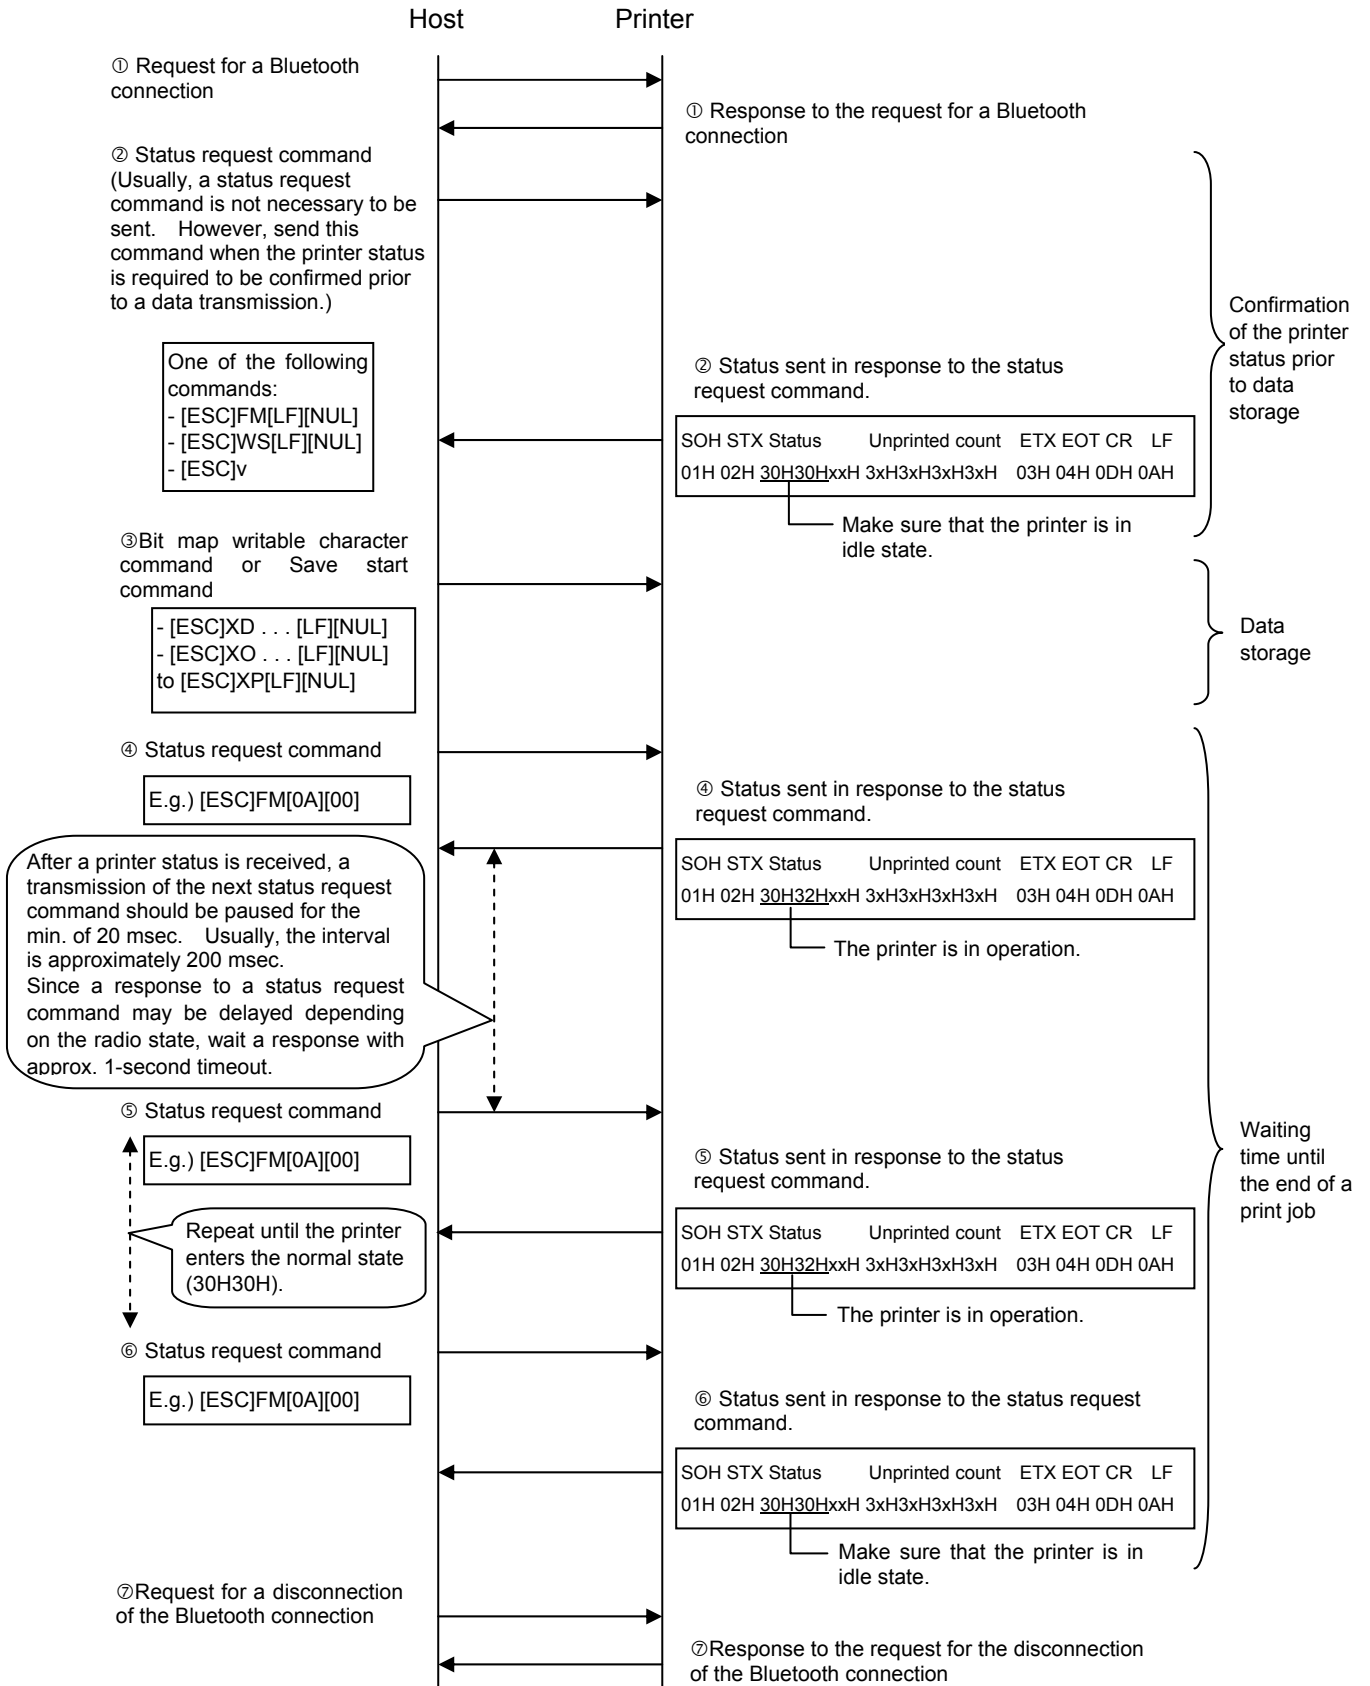 Host
Printer
① Request for a Bluetooth
connection
① Response to the request for a Bluetooth
connection
② Status request command
(Usually, a status request
command is not necessary to be
sent. However, send this
command when the printer status
is required to be confirmed prior
to a data transmission.)
One of the following
commands:
- [ESC]FM[LF][NUL]
- [ESC]WS[LF][NUL]
- [ESC]v
② Status sent in response to the status
request command.
SOH STX Status Unprinted count ETX EOT CR LF
01H 02H 30H30HxxH 3xH3xH3xH3xH 03H 04H 0DH 0AH
Make sure that the printer is in
idle state.
Confirmation
of the printer
status prior
to data
storage
③Bit map writable character
command or Save start
command
- [ESC]XD . . . [LF][NUL]
- [ESC]XO . . . [LF][NUL]
to [ESC]XP[LF][NUL]
Data
storage
④ Status request command
E.g.) [ESC]FM[0A][00]
④ Status sent in response to the status
request command.
SOH STX Status Unprinted count ETX EOT CR LF
01H 02H 30H32HxxH 3xH3xH3xH3xH 03H 04H 0DH 0AH
The printer is in operation.
After a printer status is received, a
transmission of the next status request
command should be paused for the
min. of 20 msec. Usually, the interval
is approximately 200 msec.
Since a response to a status request
command may be delayed depending
on the radio state, wait a response with
approx. 1-second timeout.
⑤ Status request command
E.g.) [ESC]FM[0A][00]
⑤ Status sent in response to the status
request command.
SOH STX Status Unprinted count ETX EOT CR LF
01H 02H 30H32HxxH 3xH3xH3xH3xH 03H 04H 0DH 0AH
The printer is in operation.
Repeat until the printer
enters the normal state
(30H30H).
Waiting
time until
the end of a
print job
⑥ Status request command
E.g.) [ESC]FM[0A][00]
⑥ Status sent in response to the status request
command.
SOH STX Status Unprinted count ETX EOT CR LF
01H 02H 30H30HxxH 3xH3xH3xH3xH 03H 04H 0DH 0AH
Make sure that the printer is in
idle state.
⑦Request for a disconnection
of the Bluetooth connection
⑦Response to the request for the disconnection
of the Bluetooth connection